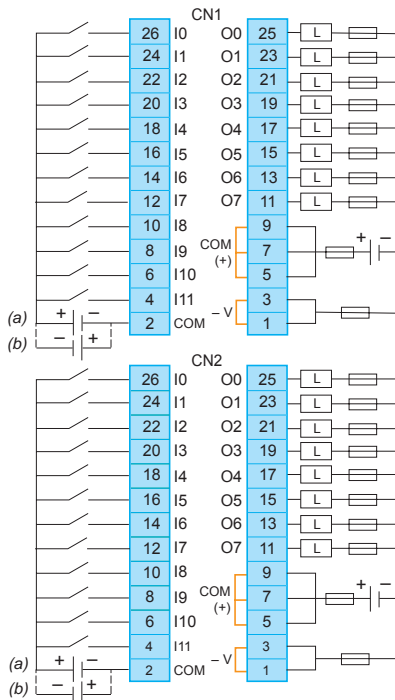 CN1
26 I0 O0 25 L
24 I1 O1 23 L
22 I2 O2 21 L
20 I3 O3 19 L
18 I4 O4 17 L
16 I5 O5 15 L
14 I6 O6 13 L
12 I7 O7 11 L
10 I8 9
8 I9 COM (+) 7 + −
6 I10 5
4 I11 − V 3
(a) + − 2 COM 1
(b) − +
CN2
26 I0 O0 25 L
24 I1 O1 23 L
22 I2 O2 21 L
20 I3 O3 19 L
18 I4 O4 17 L
16 I5 O5 15 L
14 I6 O6 13 L
12 I7 O7 11 L
10 I8 9
8 I9 COM (+) 7 + −
6 I10 5
4 I11 − V 3
(a) + − 2 COM 1
(b) − +